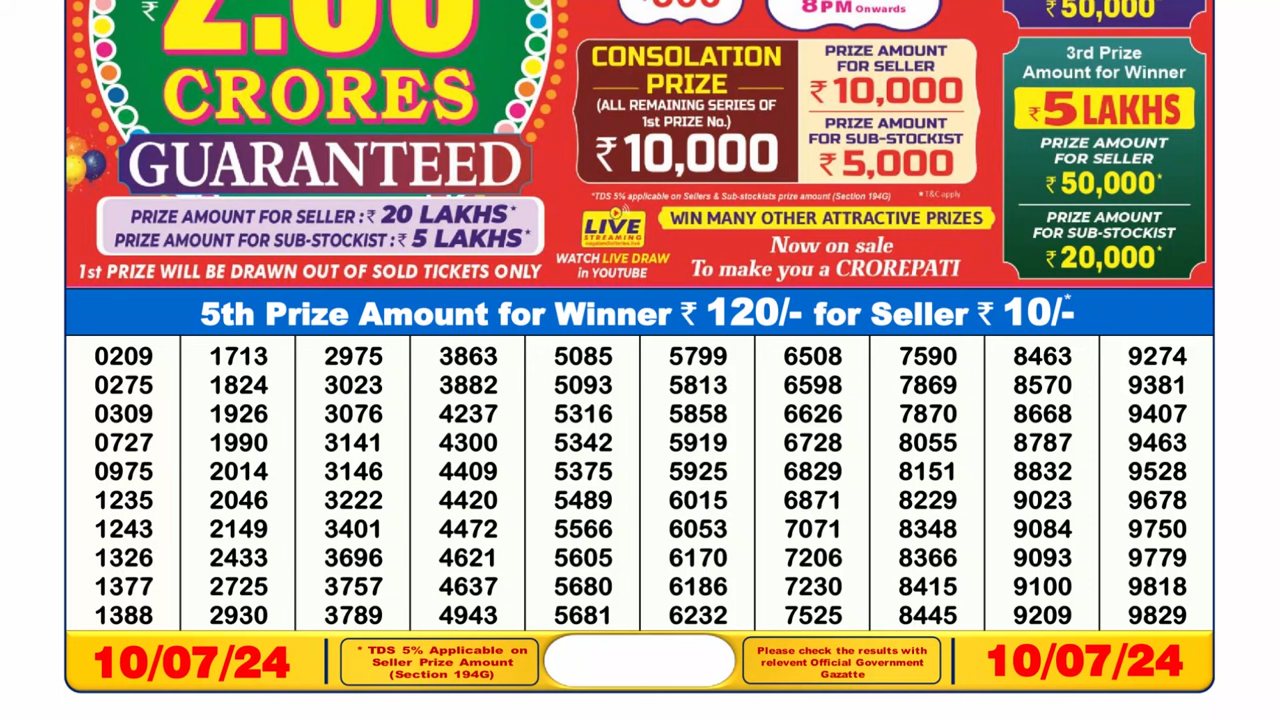 ₹ 2.00
CRORES
GUARANTEED
PRIZE AMOUNT FOR SELLER : ₹ 20 LAKHS*
PRIZE AMOUNT FOR SUB-STOCKIST : ₹ 5 LAKHS*
1st PRIZE WILL BE DRAWN OUT OF SOLD TICKETS ONLY
8PM Onwards
CONSOLATION
PRIZE
(ALL REMAINING SERIES OF
1st PRIZE No.)
₹ 10,000
PRIZE AMOUNT
FOR SELLER
₹ 10,000
PRIZE AMOUNT
FOR SUB-STOCKIST
₹ 5,000
*TDS 5% applicable on Sellers & Sub-stockists prize amount (Section 194G)
* T&C apply
LIVE
STREAMING
WATCH LIVE DRAW
in YOUTUBE
WIN MANY OTHER ATTRACTIVE PRIZES
Now on sale
To make you a CROREPATI
₹ 50,000*
3rd Prize
Amount for Winner
₹ 5 LAKHS
PRIZE AMOUNT
FOR SELLER
₹ 50,000*
PRIZE AMOUNT
FOR SUB-STOCKIST
₹ 20,000*
5th Prize Amount for Winner ₹ 120/- for Seller ₹ 10/-*
0209 1713 2975 3863 5085 5799 6508 7590 8463 9274
0275 1824 3023 3882 5093 5813 6598 7869 8570 9381
0309 1926 3076 4237 5316 5858 6626 7870 8668 9407
0727 1990 3141 4300 5342 5919 6728 8055 8787 9463
0975 2014 3146 4409 5375 5925 6829 8151 8832 9528
1235 2046 3222 4420 5489 6015 6871 8229 9023 9678
1243 2149 3401 4472 5566 6053 7071 8348 9084 9750
1326 2433 3696 4621 5605 6170 7206 8366 9093 9779
1377 2725 3757 4637 5680 6186 7230 8415 9100 9818
1388 2930 3789 4943 5681 6232 7525 8445 9209 9829
10/07/24
* TDS 5% Applicable on
Seller Prize Amount
(Section 194G)
Please check the results with
relevent Official Government
Gazatte
10/07/24